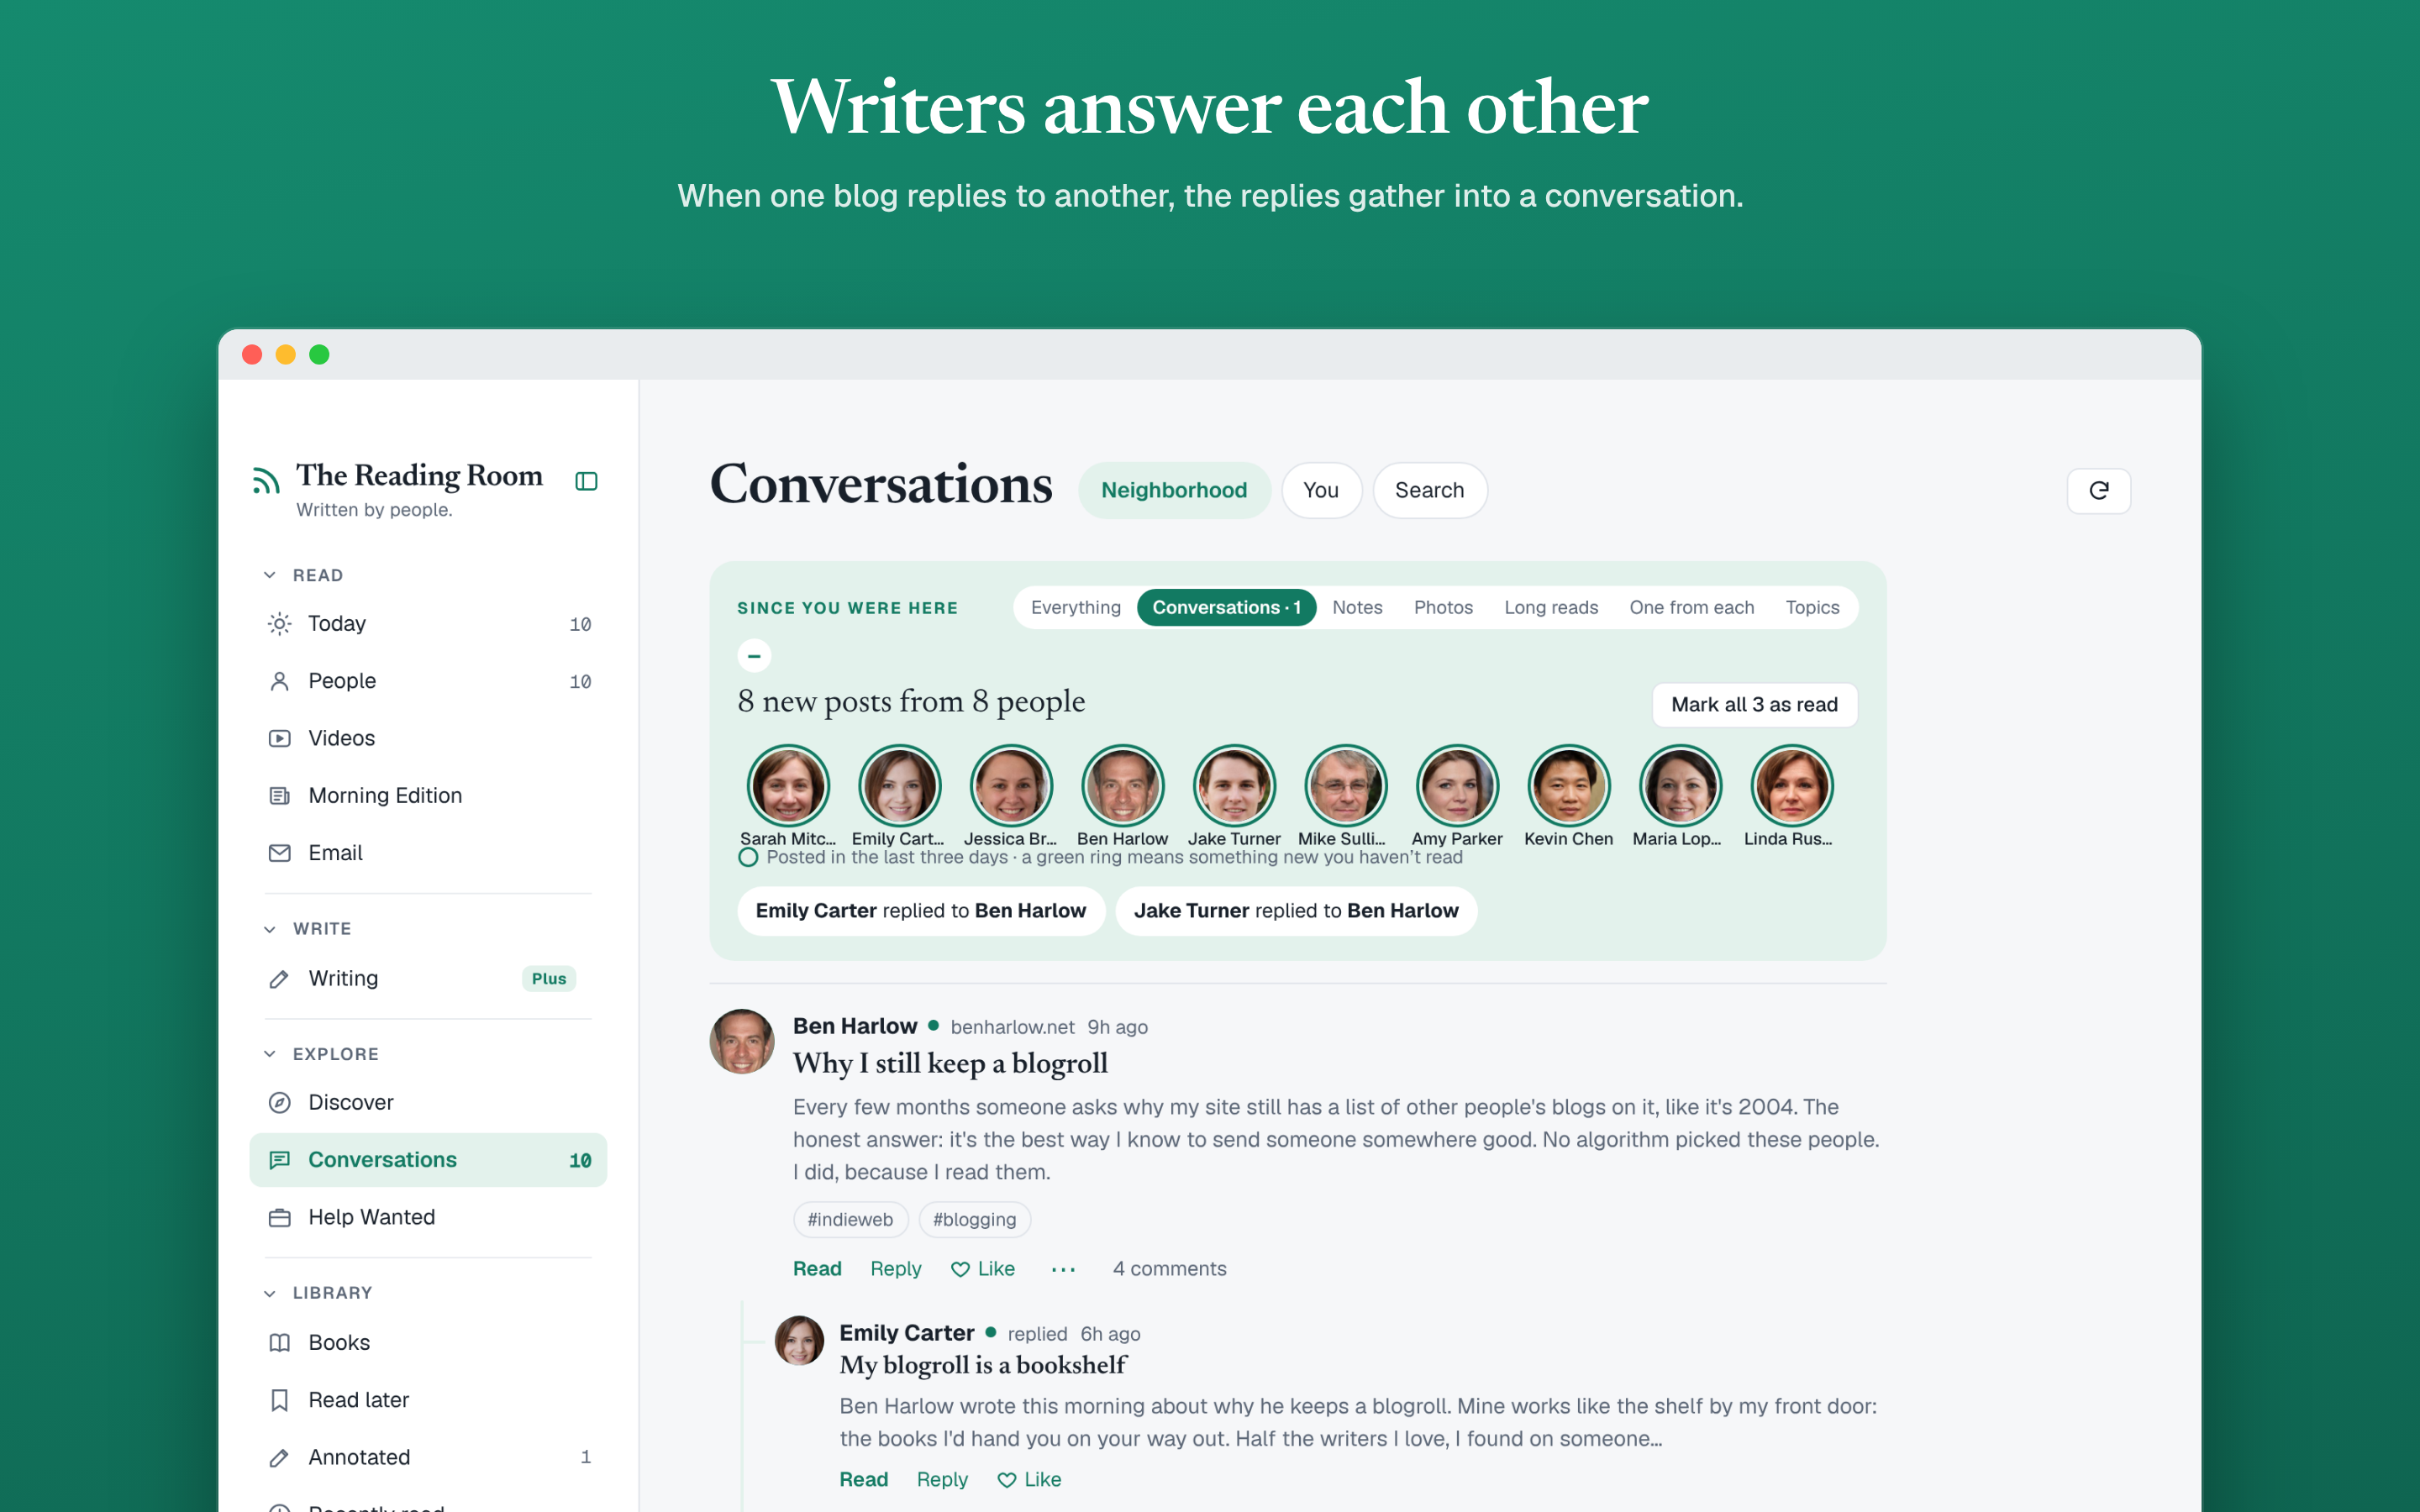 Writers answer each other
When one blog replies to another, the replies gather into a conversation.
The Reading Room
Written by people.
READ
Today 10
People 10
Videos
Morning Edition
Email
WRITE
Writing Plus
EXPLORE
Discover
Conversations 10
Help Wanted
LIBRARY
Books
Read later
Annotated 1
Recently read
Conversations Neighborhood You Search
SINCE YOU WERE HERE Everything Conversations · 1 Notes Photos Long reads One from each Topics
8 new posts from 8 people Mark all 3 as read
Sarah Mitc... Emily Cart... Jessica Br... Ben Harlow Jake Turner Mike Sulli... Amy Parker Kevin Chen Maria Lop... Linda Rus...
Posted in the last three days · a green ring means something new you haven’t read
Emily Carter replied to Ben Harlow Jake Turner replied to Ben Harlow
Ben Harlow benharlow.net 9h ago
Why I still keep a blogroll
Every few months someone asks why my site still has a list of other people's blogs on it, like it's 2004. The
honest answer: it's the best way I know to send someone somewhere good. No algorithm picked these people.
I did, because I read them.
#indieweb #blogging
Read Reply Like ··· 4 comments
Emily Carter replied 6h ago
My blogroll is a bookshelf
Ben Harlow wrote this morning about why he keeps a blogroll. Mine works like the shelf by my front door:
the books I'd hand you on your way out. Half the writers I love, I found on someone...
Read Reply Like